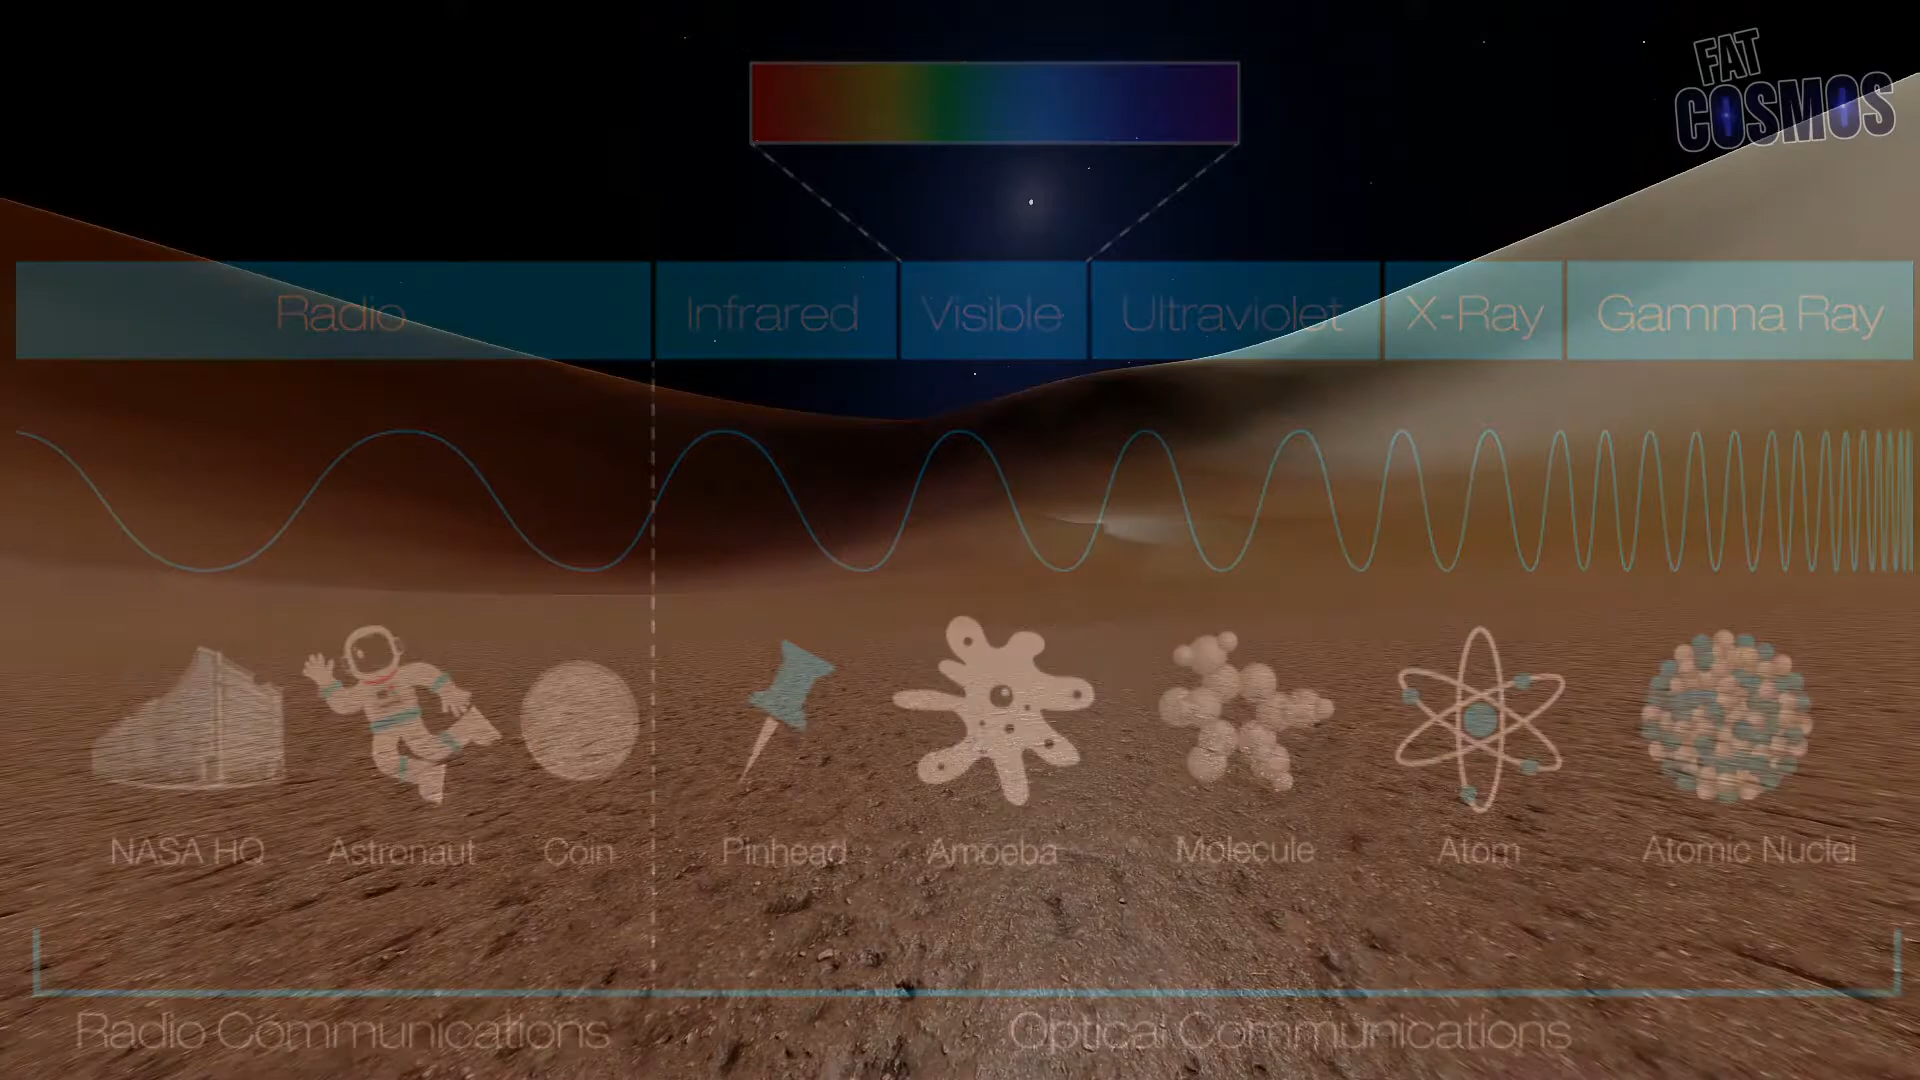 FAT
COSMOS
Radio Infrared Visible Ultraviolet X-Ray Gamma Ray
NASA HQ Astronaut Coin Pinhead Amoeba Molecule Atom Atomic Nuclei
Radio Communications Optical Communications